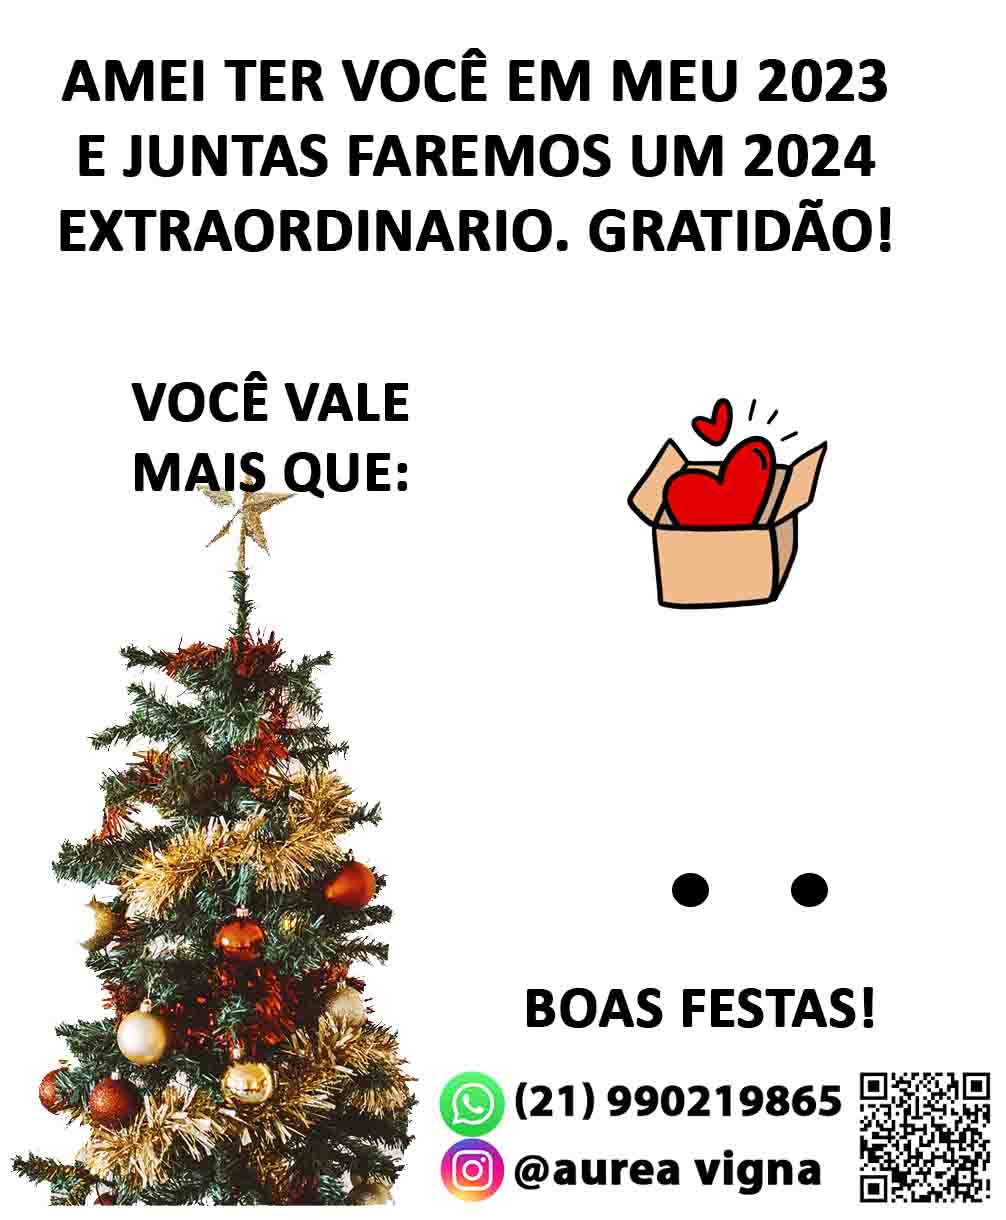 AMEI TER VOCÊ EM MEU 2023
E JUNTAS FAREMOS UM 2024
EXTRAORDINARIO. GRATIDÃO!
VOCÊ VALE
MAIS QUE:
BOAS FESTAS!
(21) 990219865
@aurea vigna